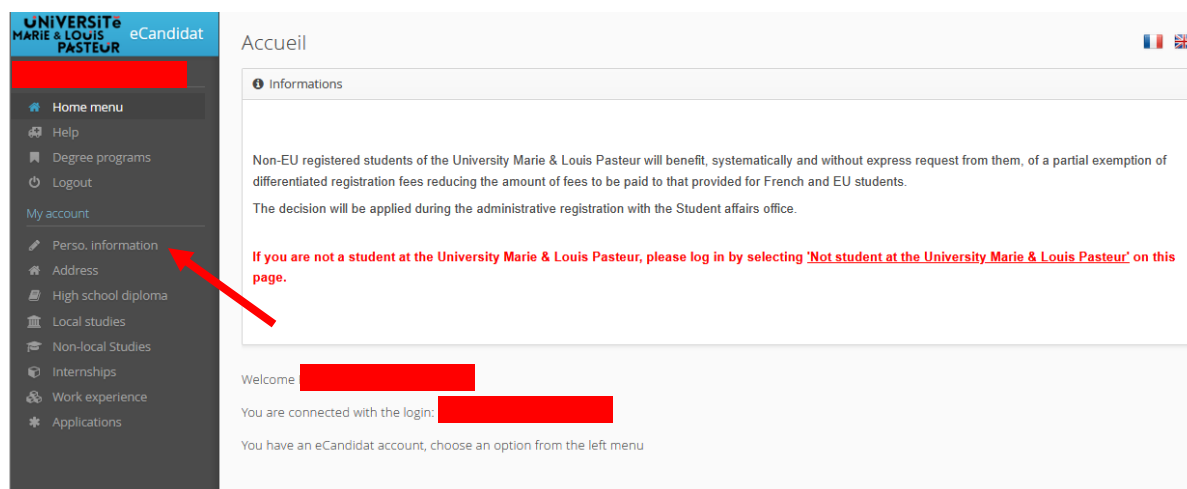 UNiVERSiTé
MARiE & LOUiS
PASTEUR
eCandidat
Home menu
Help
Degree programs
Logout
My account
Perso. information
Address
High school diploma
Local studies
Non-local Studies
Internships
Work experience
Applications
Accueil
Informations
Non-EU registered students of the University Marie & Louis Pasteur will benefit, systematically and without express request from them, of a partial exemption of
differentiated registration fees reducing the amount of fees to be paid to that provided for French and EU students.
The decision will be applied during the administrative registration with the Student affairs office.
If you are not a student at the University Marie & Louis Pasteur, please log in by selecting 'Not student at the University Marie & Louis Pasteur' on this
page.
Welcome
You are connected with the login:
You have an eCandidat account, choose an option from the left menu